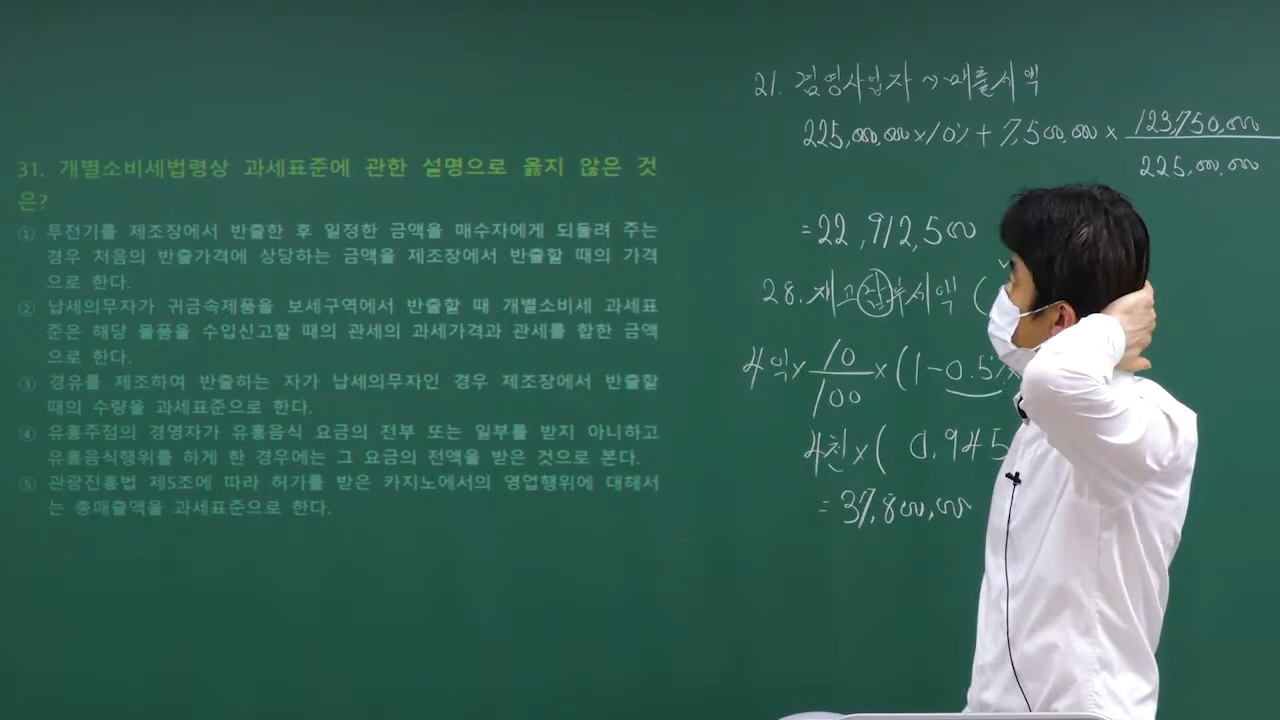 31. 개별소비세법령상 과세표준에 관한 설명으로 옳지 않은 것
은?
① 투전기를 제조장에서 반출한 후 일정한 금액을 매수자에게 되돌려 주는
경우 처음의 반출가격에 상당하는 금액을 제조장에서 반출할 때의 가격
으로 한다.
② 납세의무자가 귀금속제품을 보세구역에서 반출할 때 개별소비세 과세표
준은 해당 물품을 수입신고할 때의 관세의 과세가격과 관세를 합한 금액
으로 한다.
③ 경유를 제조하여 반출하는 자가 납세의무자인 경우 제조장에서 반출할
때의 수량을 과세표준으로 한다.
④ 유흥주점의 경영자가 유흥음식 요금의 전부 또는 일부를 받지 아니하고
유흥음식행위를 하게 한 경우에는 그 요금의 전액을 받은 것으로 본다.
⑤ 관광진흥법 제5조에 따라 허가를 받은 카지노에서의 영업행위에 대해서
는 총매출액을 과세표준으로 한다.
21. 겸영사업자 → 매출세액
225,000,000×10% + 7,500,000 × 123,750,000
225,000,000
= 22,912,500
28. 재고납부세액 (
4억 × 10/100 × (1 - 0.5%
4천 × ( 0.945
= 37,800,000